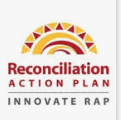 Reconciliation
ACTION PLAN
INNOVATE RAP